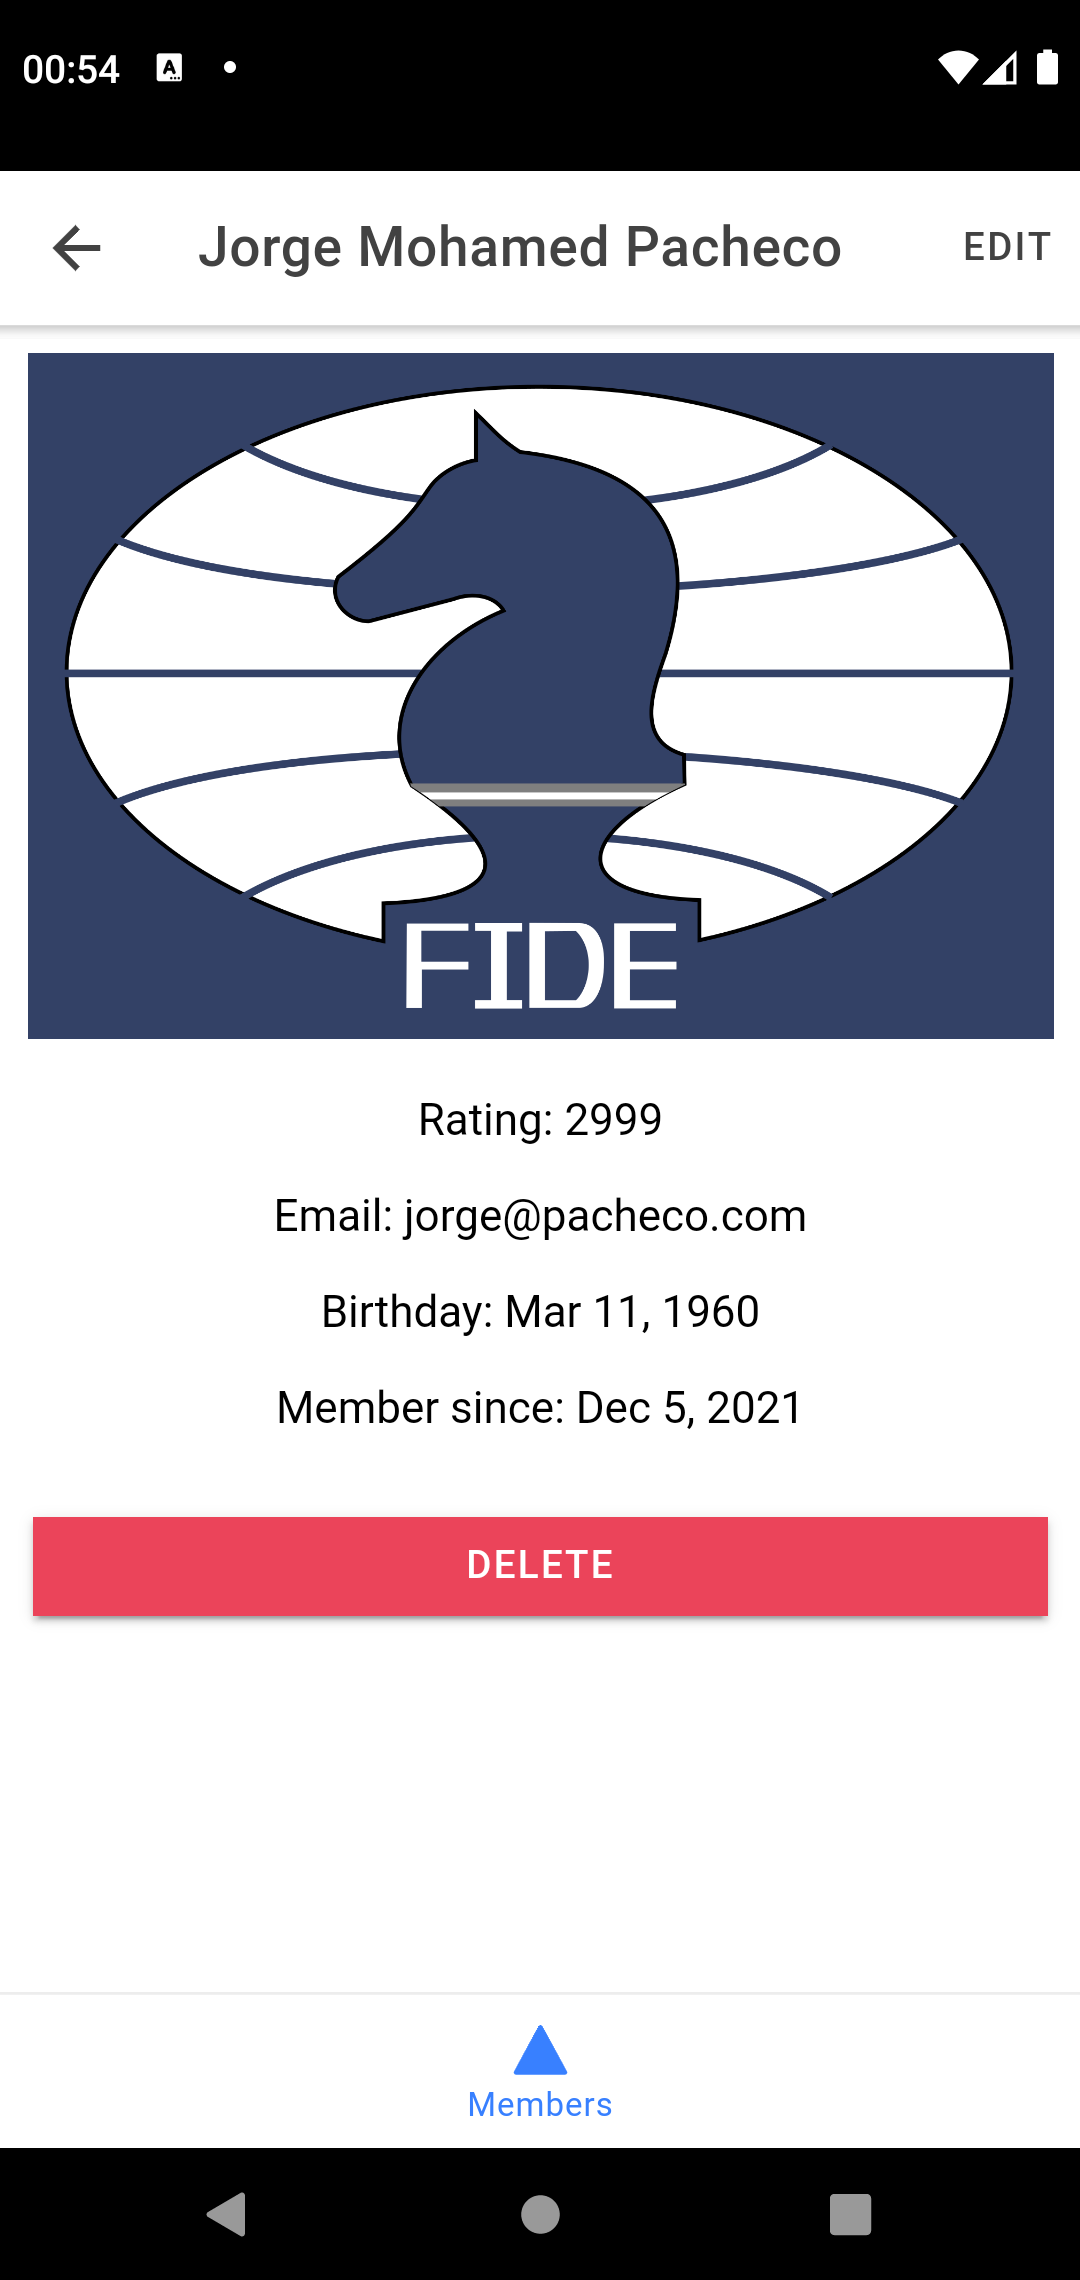 00:54
Jorge Mohamed Pacheco
EDIT
FIDE
Rating: 2999
Email: jorge@pacheco.com
Birthday: Mar 11, 1960
Member since: Dec 5, 2021
DELETE
Members